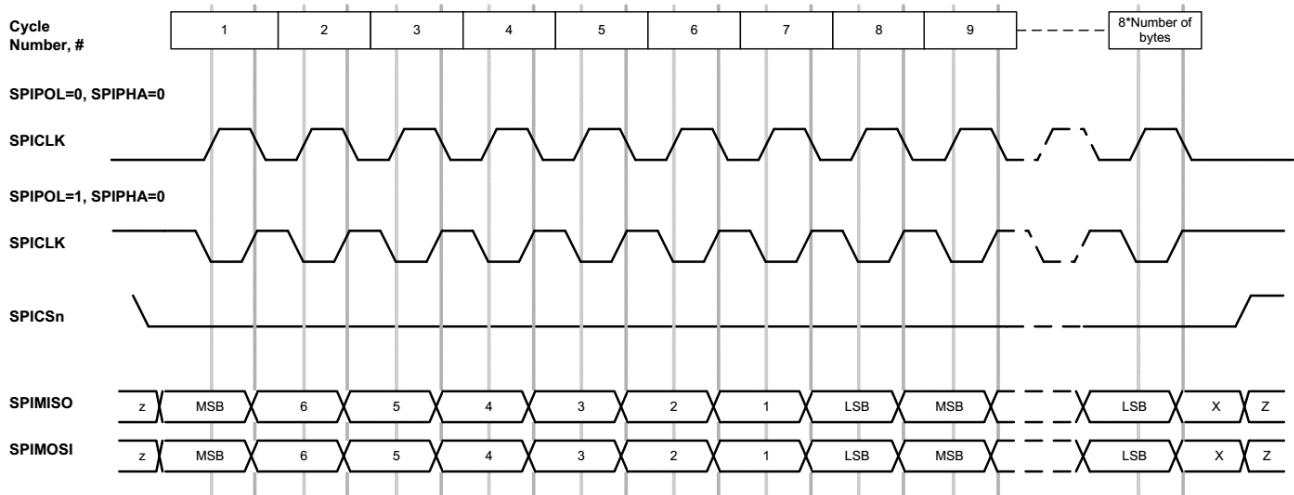 Cycle
Number, #
1 2 3 4 5 6 7 8 9
8*Number of
bytes
SPIPOL=0, SPIPHA=0
SPICLK
SPIPOL=1, SPIPHA=0
SPICLK
SPICSn
SPIMISO z MSB 6 5 4 3 2 1 LSB MSB LSB X Z
SPIMOSI z MSB 6 5 4 3 2 1 LSB MSB LSB X Z